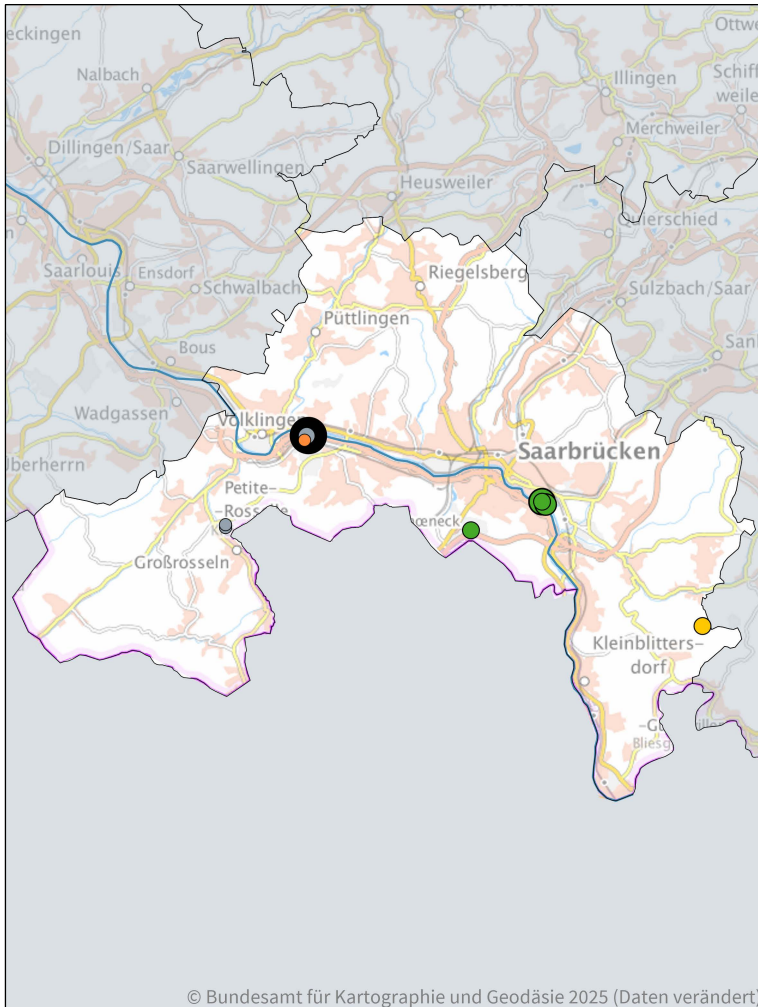 eckingen
Ottwe
Nalbach
Illingen
Schiff
weile
Merchweiler
Dillingen/Saar
Saarwellingen
Heusweiler
Quierschied
Saarlouis
Ensdorf
Riegelsberg
Schwalbach
Sulzbach/Saar
Püttlingen
Bous
Wadgassen
Völklingen
Saarbrücken
Überherrn
Petite-
Großrosseln
Kleinblitters-
dorf
Bliesg
© Bundesamt für Kartographie und Geodäsie 2025 (Daten verändert)